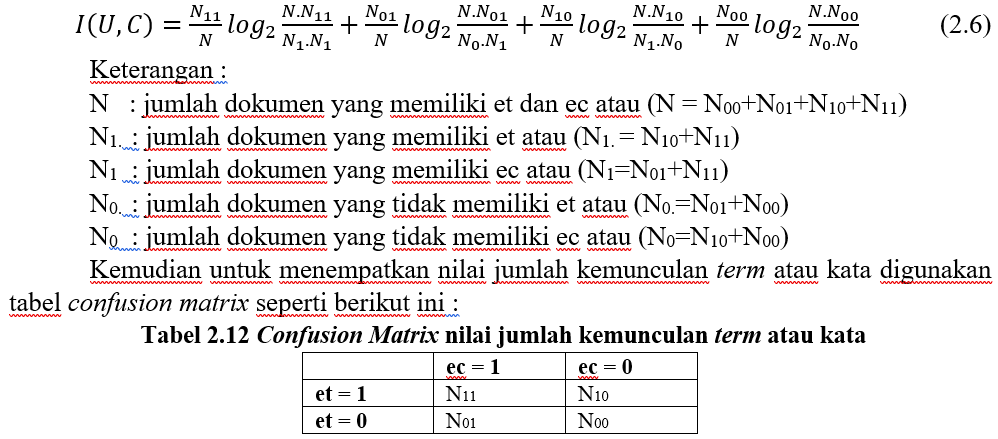 I(U, C) = N₁₁/N log₂ N.N₁₁/N₁.N₁ + N₀₁/N log₂ N.N₀₁/N₀.N₁ + N₁₀/N log₂ N.N₁₀/N₁.N₀ + N₀₀/N log₂ N.N₀₀/N₀.N₀ (2.6)
Keterangan :
N : jumlah dokumen yang memiliki et dan ec atau (N = N₀₀+N₀₁+N₁₀+N₁₁)
N₁. : jumlah dokumen yang memiliki et atau (N₁. = N₁₀+N₁₁)
N₁ : jumlah dokumen yang memiliki ec atau (N₁=N₀₁+N₁₁)
N₀. : jumlah dokumen yang tidak memiliki et atau (N₀.=N₀₁+N₀₀)
N₀ : jumlah dokumen yang tidak memiliki ec atau (N₀=N₁₀+N₀₀)
Kemudian untuk menempatkan nilai jumlah kemunculan term atau kata digunakan
tabel confusion matrix seperti berikut ini :
Tabel 2.12 Confusion Matrix nilai jumlah kemunculan term atau kata
ec = 1 ec = 0
et = 1 N₁₁ N₁₀
et = 0 N₀₁ N₀₀